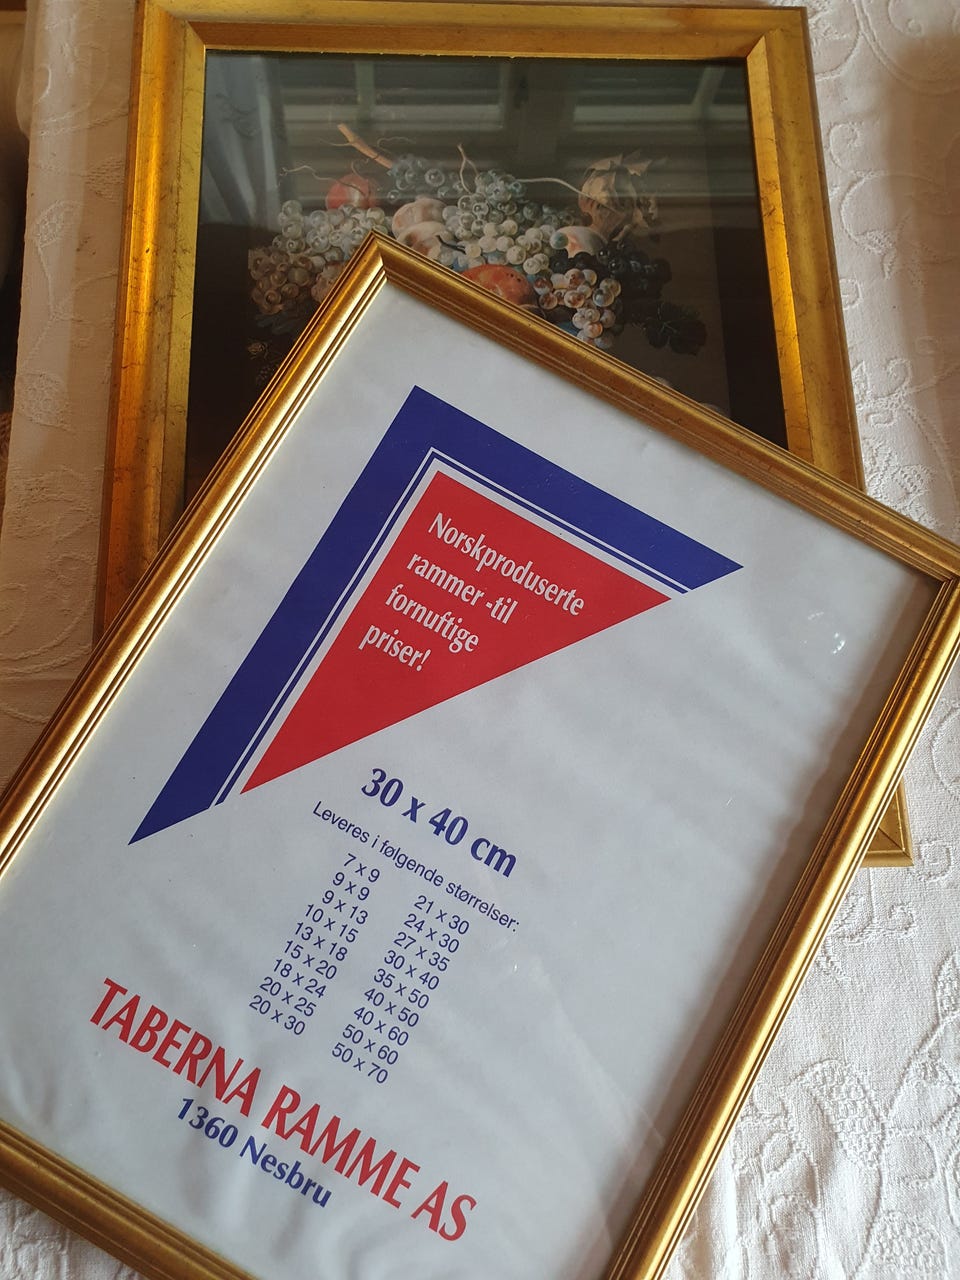 Norskproduserte
rammer -til
fornuftige
priser!
30 x 40 cm
Leveres i følgende størrelser:
7 x 9
9 x 9
9 x 13
10 x 15
13 x 18
15 x 20
18 x 24
20 x 25
20 x 30
21 x 30
24 x 30
27 x 35
30 x 40
35 x 50
40 x 50
40 x 60
50 x 60
50 x 70
TABERNA RAMME AS
1360 Nesbru